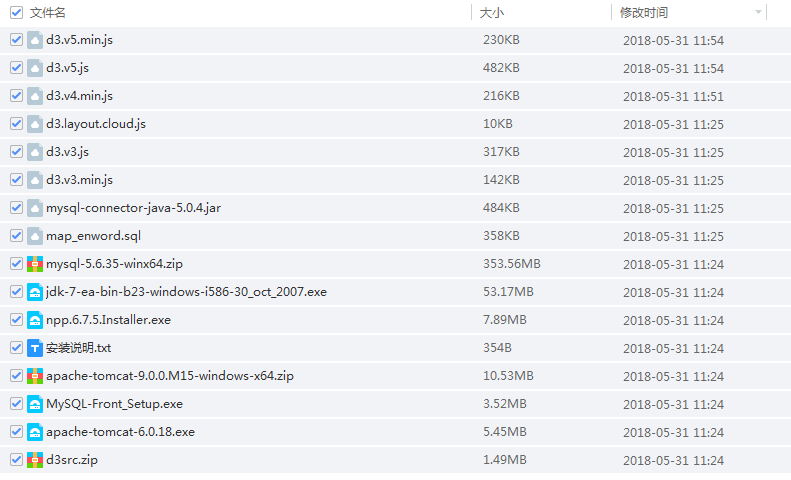 文件名 大小 修改时间
d3.v5.min.js 230KB 2018-05-31 11:54
d3.v5.js 482KB 2018-05-31 11:54
d3.v4.min.js 216KB 2018-05-31 11:51
d3.layout.cloud.js 10KB 2018-05-31 11:25
d3.v3.js 317KB 2018-05-31 11:25
d3.v3.min.js 142KB 2018-05-31 11:25
mysql-connector-java-5.0.4.jar 484KB 2018-05-31 11:25
map_enword.sql 358KB 2018-05-31 11:25
mysql-5.6.35-winx64.zip 353.56MB 2018-05-31 11:24
jdk-7-ea-bin-b23-windows-i586-30_oct_2007.exe 53.17MB 2018-05-31 11:24
npp.6.7.5.Installer.exe 7.89MB 2018-05-31 11:24
安装说明.txt 354B 2018-05-31 11:24
apache-tomcat-9.0.0.M15-windows-x64.zip 10.53MB 2018-05-31 11:24
MySQL-Front_Setup.exe 3.52MB 2018-05-31 11:24
apache-tomcat-6.0.18.exe 5.45MB 2018-05-31 11:24
d3src.zip 1.49MB 2018-05-31 11:24